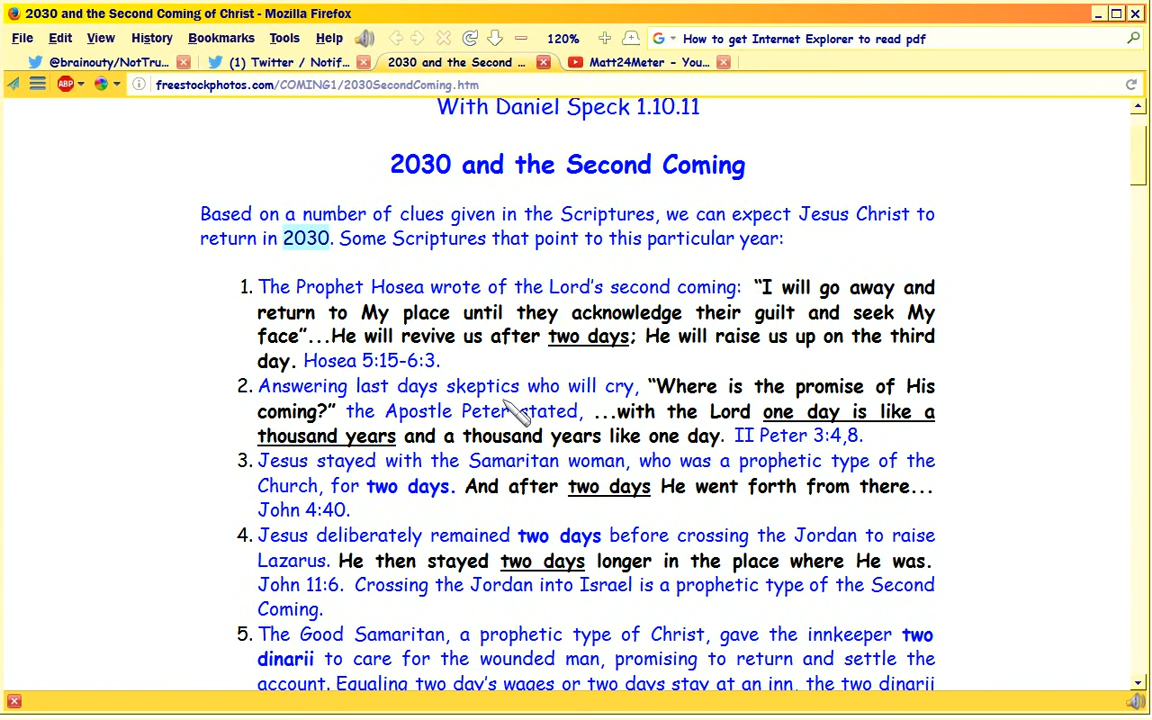 2030 and the Second Coming of Christ - Mozilla Firefox
File Edit View History Bookmarks Tools Help 120% G How to get Internet Explorer to read pdf
@brainouty/NotTru... (1) Twitter / Notif... 2030 and the Second ... Matt24Meter - You...
ABP freestockphotos.com/COMING1/2030SecondComing.htm
With Daniel Speck 1.10.11
2030 and the Second Coming
Based on a number of clues given in the Scriptures, we can expect Jesus Christ to
return in 2030. Some Scriptures that point to this particular year:
1. The Prophet Hosea wrote of the Lord's second coming: "I will go away and
return to My place until they acknowledge their guilt and seek My
face"...He will revive us after two days; He will raise us up on the third
day. Hosea 5:15-6:3.
2. Answering last days skeptics who will cry, "Where is the promise of His
coming?" the Apostle Peter stated, ...with the Lord one day is like a
thousand years and a thousand years like one day. II Peter 3:4,8.
3. Jesus stayed with the Samaritan woman, who was a prophetic type of the
Church, for two days. And after two days He went forth from there...
John 4:40.
4. Jesus deliberately remained two days before crossing the Jordan to raise
Lazarus. He then stayed two days longer in the place where He was.
John 11:6. Crossing the Jordan into Israel is a prophetic type of the Second
Coming.
5. The Good Samaritan, a prophetic type of Christ, gave the innkeeper two
dinarii to care for the wounded man, promising to return and settle the
account. Equaling two day's wages or two days stay at an inn, the two dinarii